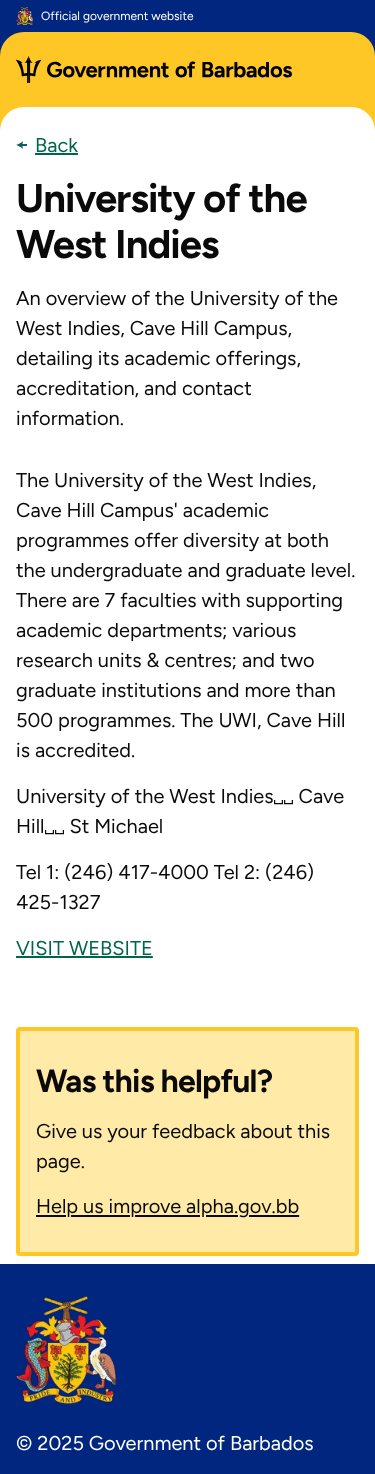 Official government website
Government of Barbados
Back
University of the
West Indies
An overview of the University of the
West Indies, Cave Hill Campus,
detailing its academic offerings,
accreditation, and contact
information.
The University of the West Indies,
Cave Hill Campus' academic
programmes offer diversity at both
the undergraduate and graduate level.
There are 7 faculties with supporting
academic departments; various
research units & centres; and two
graduate institutions and more than
500 programmes. The UWI, Cave Hill
is accredited.
University of the West Indies␣␣ Cave
Hill␣␣ St Michael
Tel 1: (246) 417-4000 Tel 2: (246)
425-1327
VISIT WEBSITE
Was this helpful?
Give us your feedback about this
page.
Help us improve alpha.gov.bb
PRIDE AND INDUSTRY
© 2025 Government of Barbados